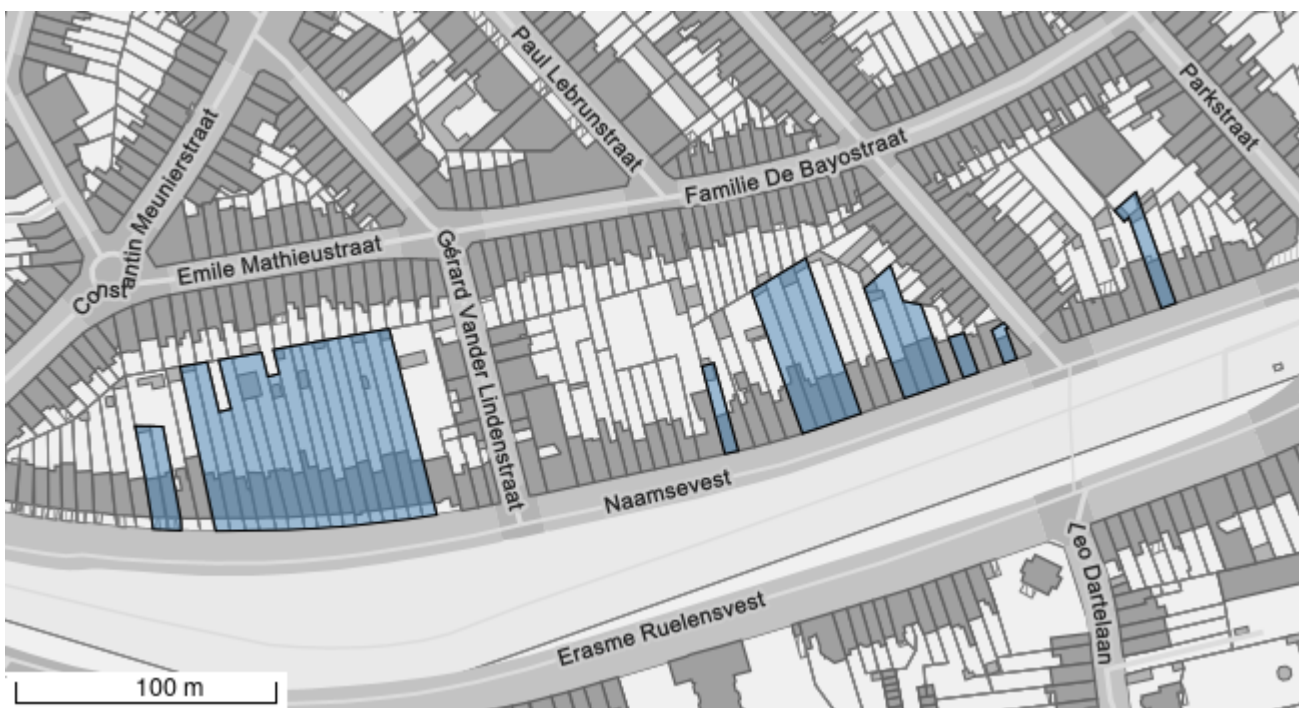 Paul Lebrunstraat
Parkstraat
Constantin Meunierstraat
Familie De Bayostraat
Emile Mathieustraat
Gérard Vander Lindenstraat
Naamsevest
Leo Dartelaan
Erasme Ruelensvest
100 m